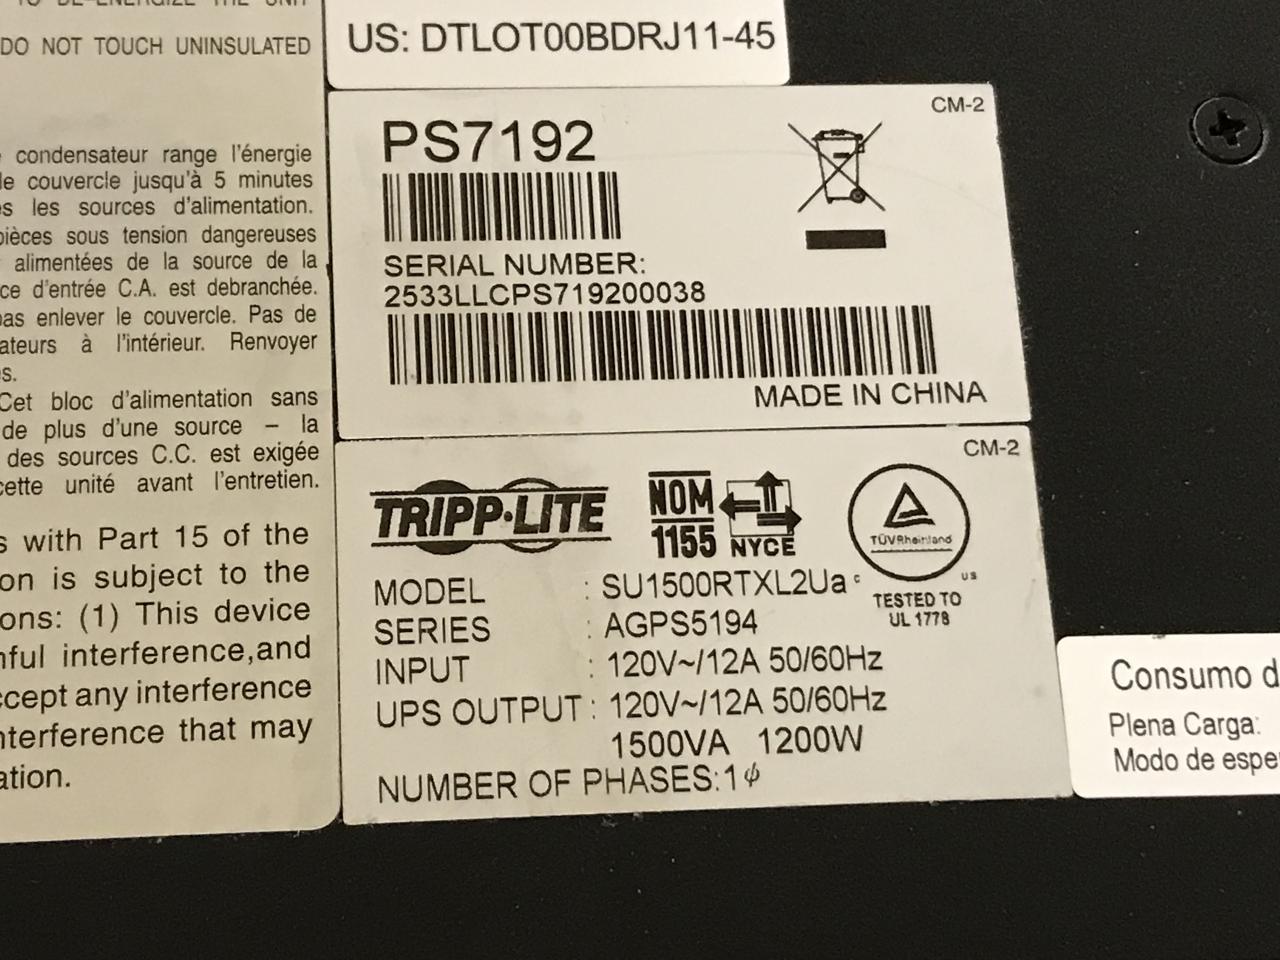 TO DE-ENERGIZE THE UNIT
DO NOT TOUCH UNINSULATED
condensateur range l'énergie
le couvercle jusqu'à 5 minutes
les sources d'alimentation.
pièces sous tension dangereuses
alimentées de la source de la
d'entrée C.A. est debranchée.
pas enlever le couvercle. Pas de
à l'intérieur. Renvoyer
Cet bloc d'alimentation sans
de plus d'une source – la
des sources C.C. est exigée
cette unité avant l'entretien.
with Part 15 of the
is subject to the
(1) This device
interference,and
accept any interference
interference that may
US: DTLOT00BDRJ11-45
CM-2
PS7192
SERIAL NUMBER:
2533LLCPS719200038
MADE IN CHINA
CM-2
TRIPP·LITE
NOM
1155 NYCE
TÜVRheinland
c us
TESTED TO
UL 1778
MODEL : SU1500RTXL2Ua
SERIES : AGPS5194
INPUT : 120V~/12A 50/60Hz
UPS OUTPUT : 120V~/12A 50/60Hz
1500VA 1200W
NUMBER OF PHASES:1ϕ
Consumo d
Plena Carga:
Modo de espe